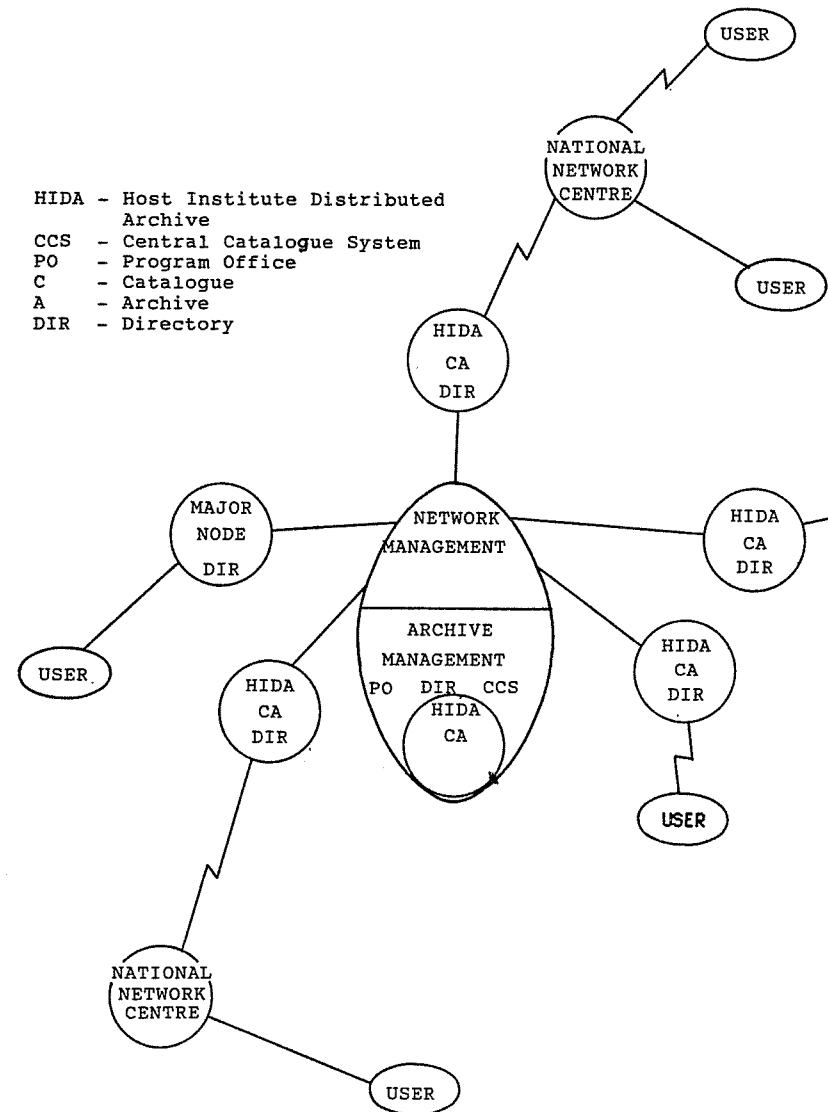 USER
NATIONAL
NETWORK
CENTRE
HIDA - Host Institute Distributed
Archive
CCS - Central Catalogue System
PO - Program Office
C - Catalogue
A - Archive
DIR - Directory
USER
HIDA
CA
DIR
MAJOR
NODE
DIR
NETWORK
MANAGEMENT
HIDA
CA
DIR
ARCHIVE
MANAGEMENT
PO DIR CCS
HIDA
CA
HIDA
CA
DIR
USER
HIDA
CA
DIR
USER
NATIONAL
NETWORK
CENTRE
USER